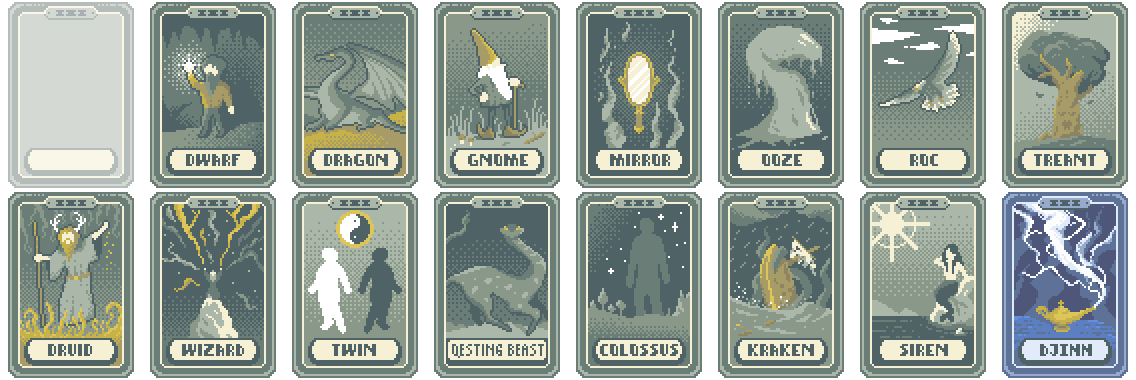 DWARF
DRAGON
GNOME
MIRROR
OOZE
ROC
TREANT
DRUID
WIZARD
TWIN
QESTING BEAST
COLOSSUS
KRAKEN
SIREN
DJINN